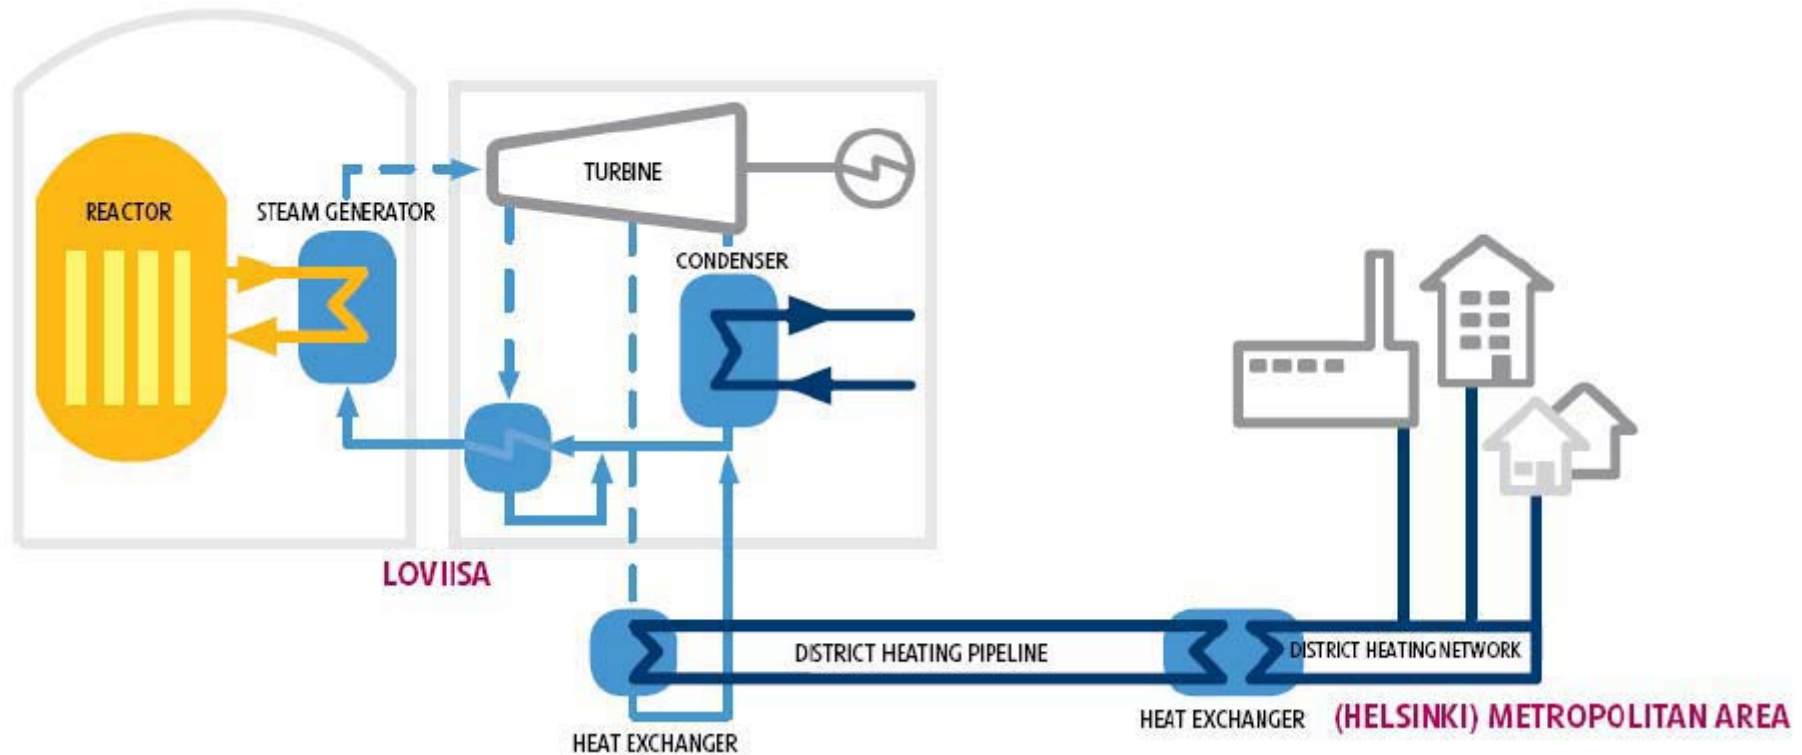 TURBINE
REACTOR
STEAM GENERATOR
CONDENSER
LOVIISA
DISTRICT HEATING PIPELINE
DISTRICT HEATING NETWORK
HEAT EXCHANGER
(HELSINKI) METROPOLITAN AREA
HEAT EXCHANGER